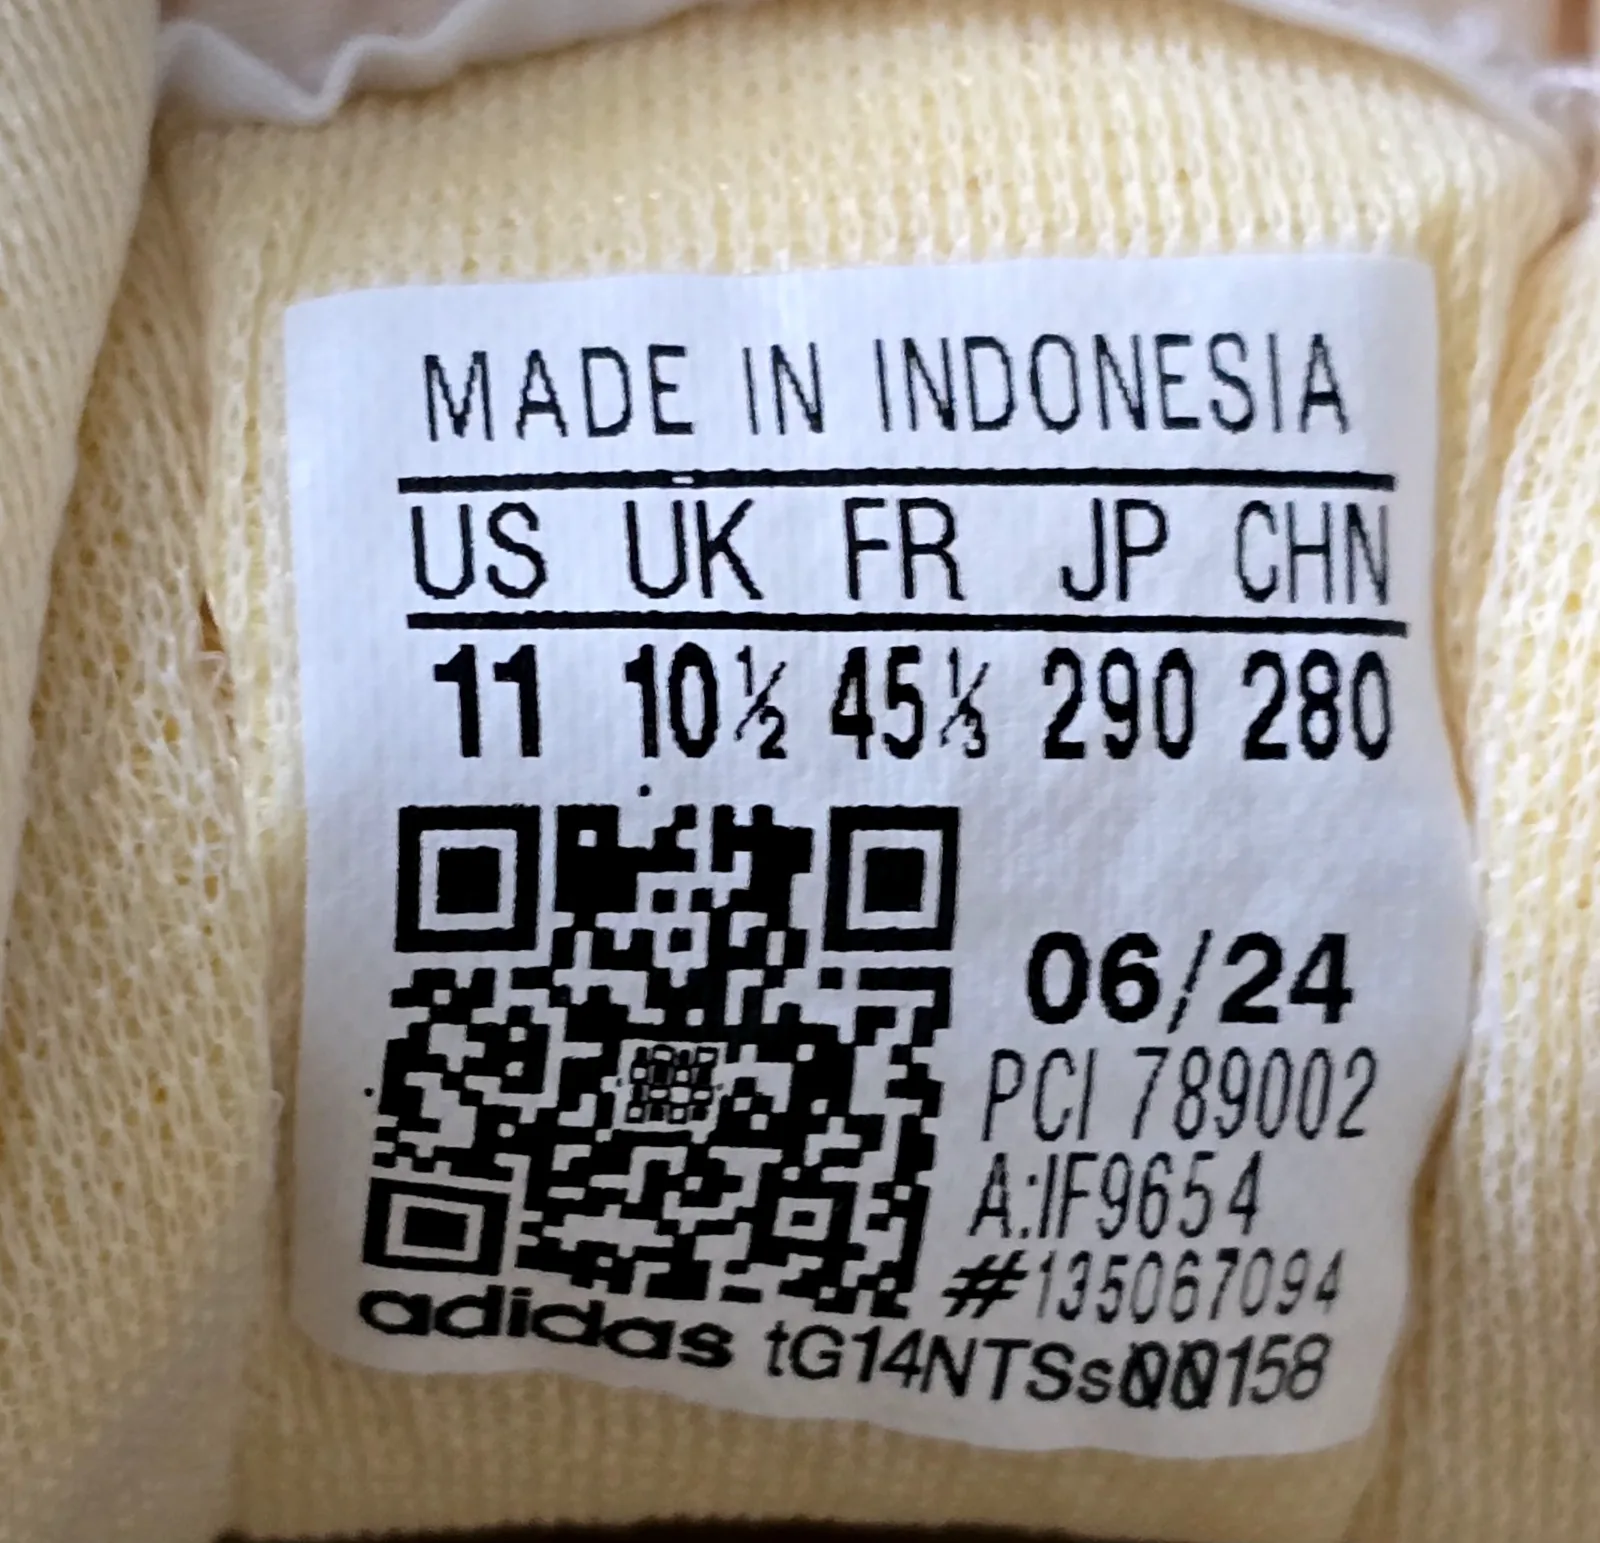 MADE IN INDONESIA
US UK FR JP CHN
11 10½ 45⅓ 290 280
06/24
PCI 789002
A:IF9654
#135067094
adidas tG14NTSs00158